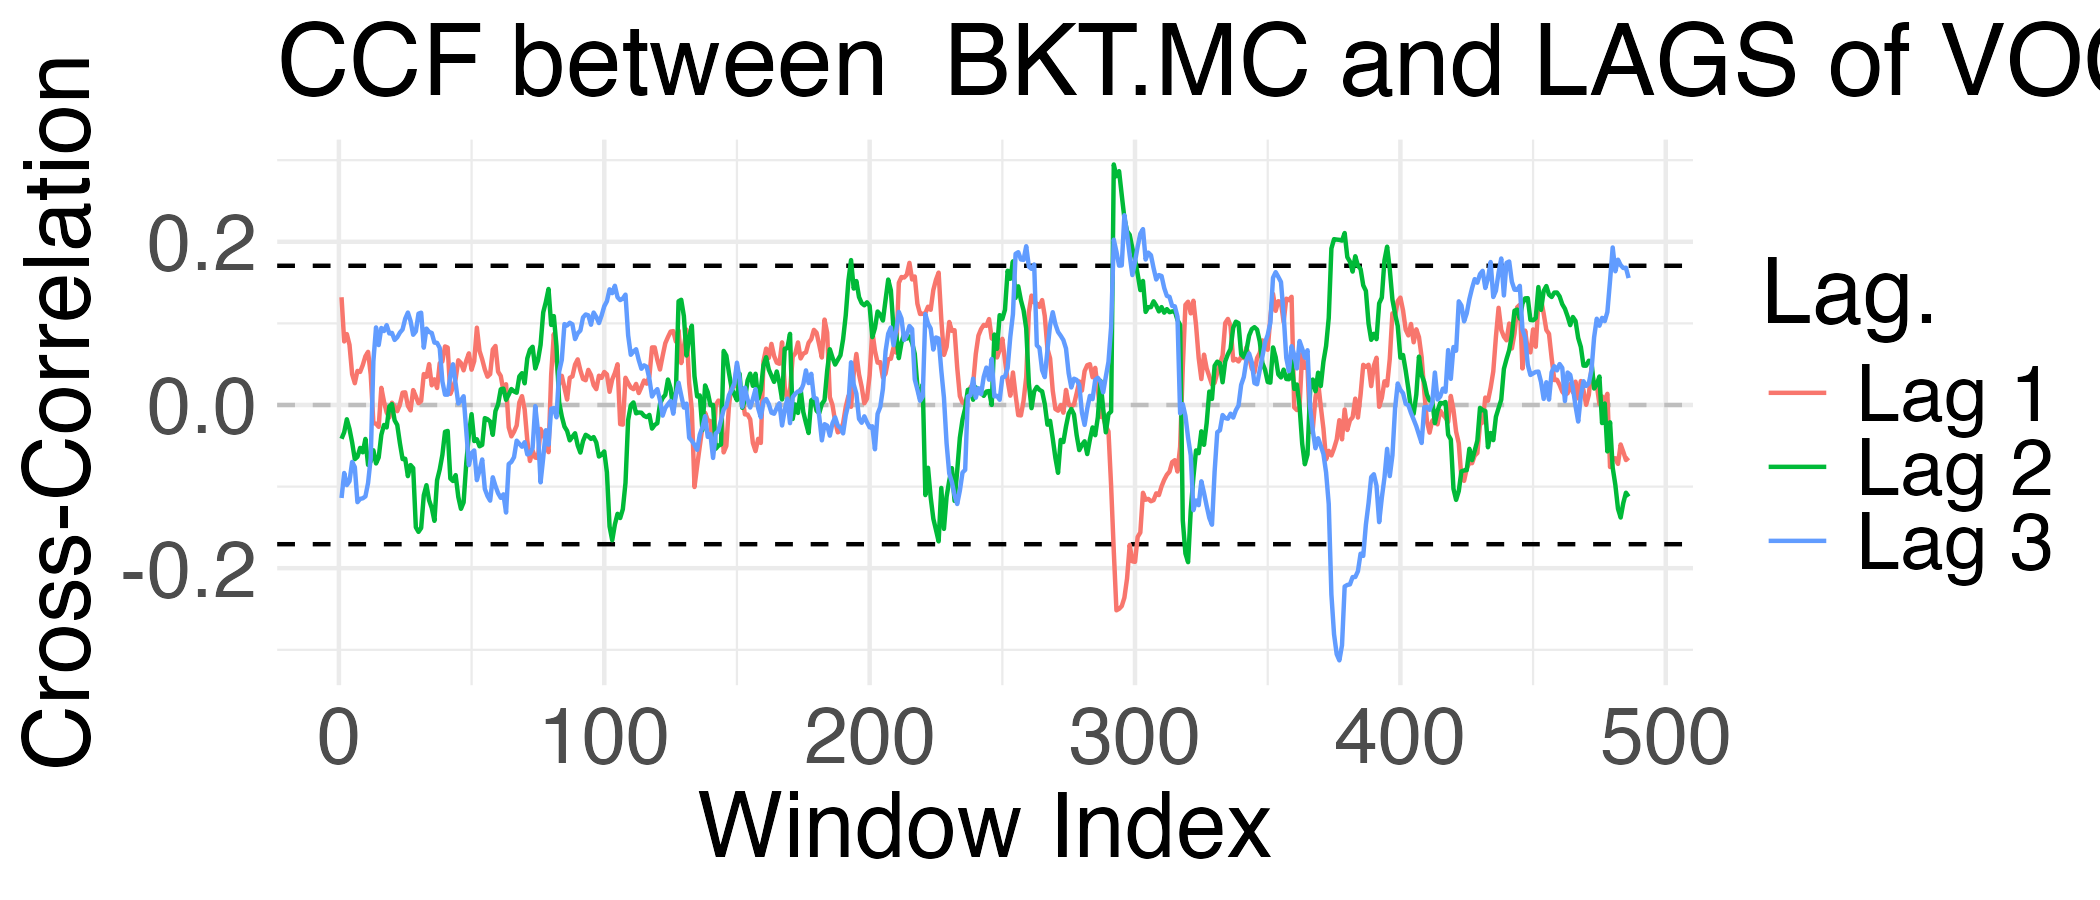 CCF between  BKT.MC and LAGS of
Cross-Correlation
0.2
0.0
-0.2
0
100
200
300
400
500
Window Index
Lag.
Lag 1
Lag 2
Lag 3